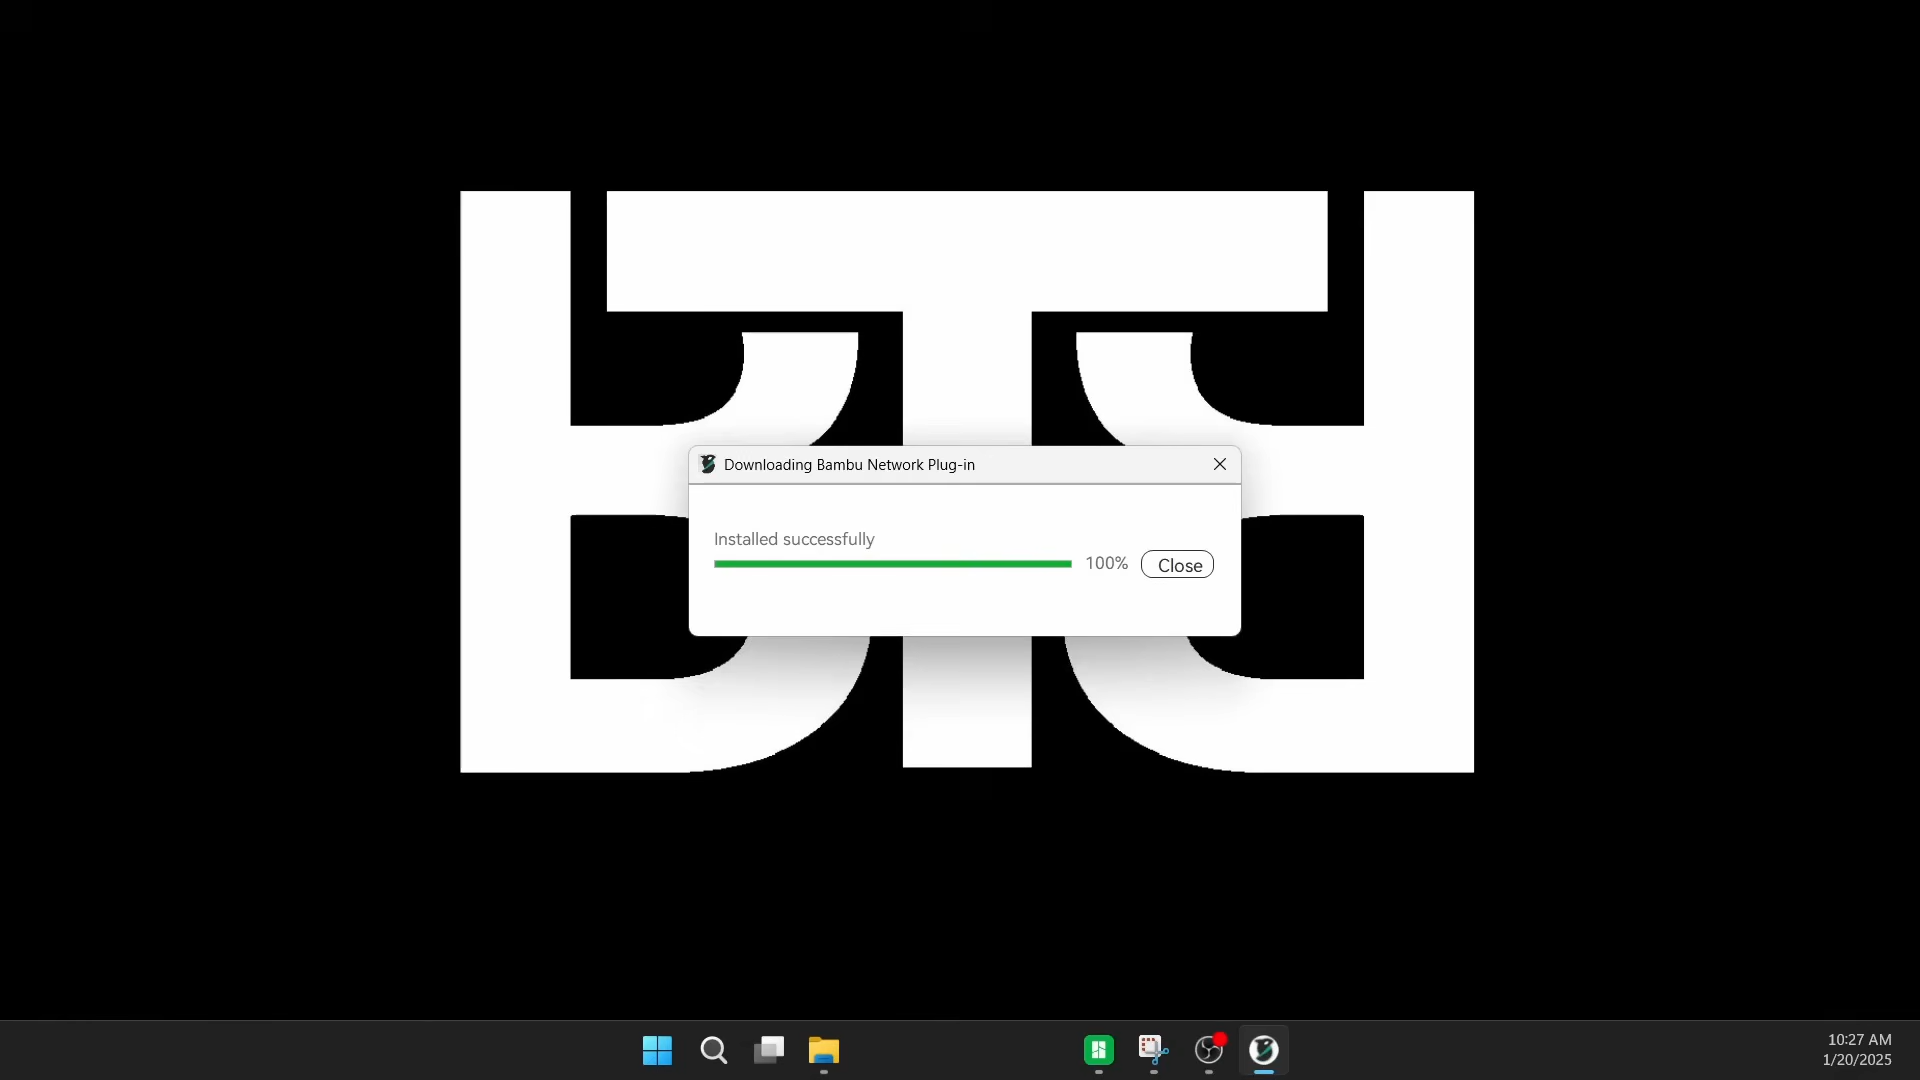 Downloading Bambu Network Plug-in
Installed successfully
100%
Close
10:27 AM
1/20/2025